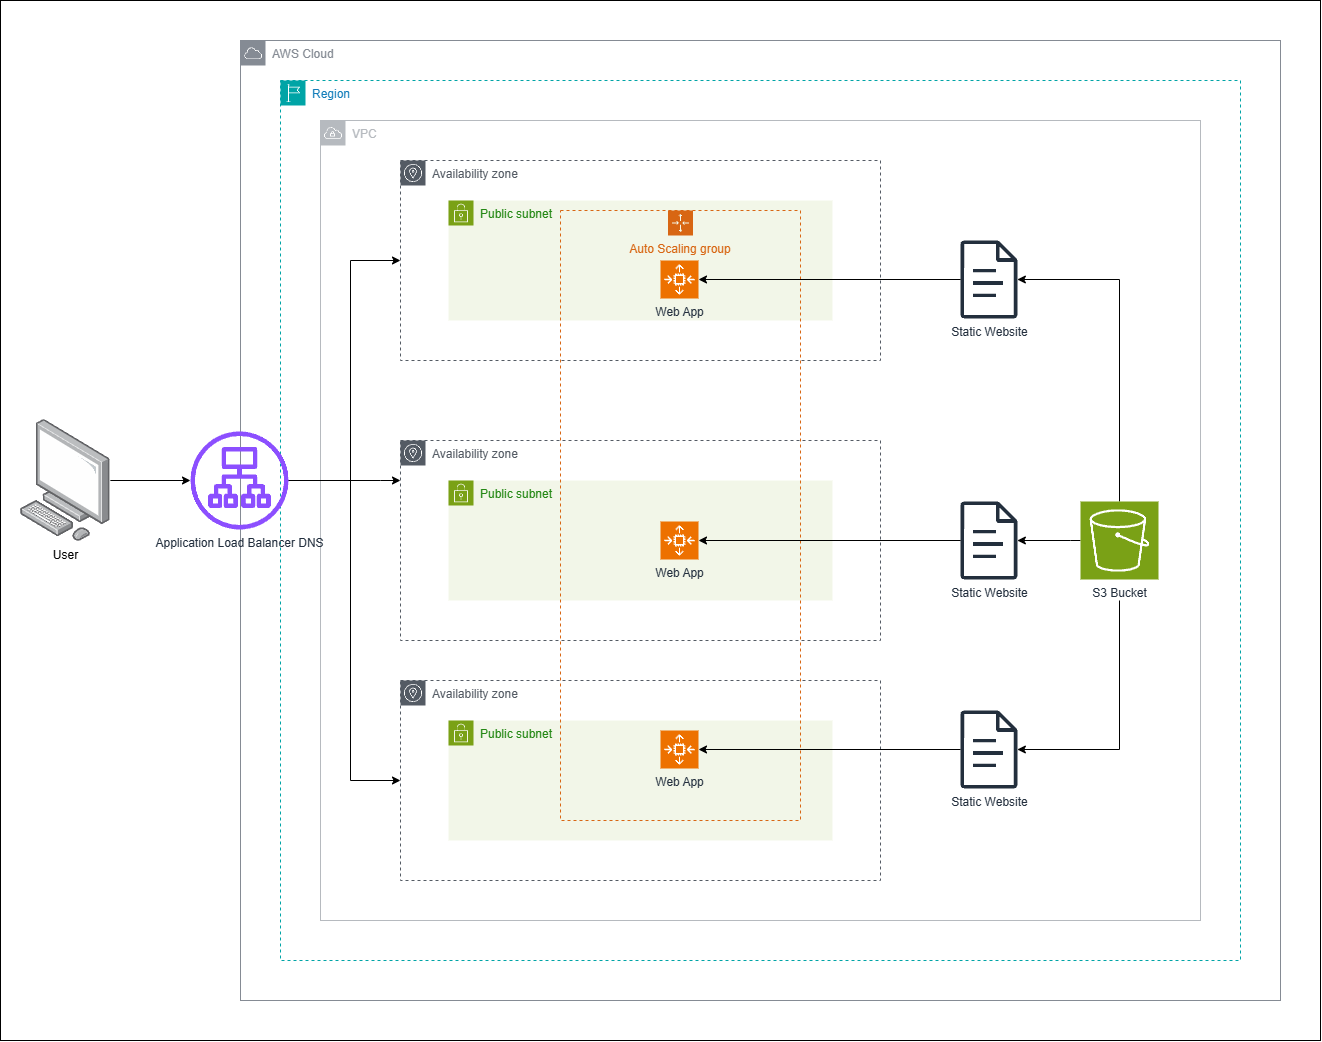 AWS Cloud
Region
VPC
Availability zone
Public subnet
Auto Scaling group
Web App
Static Website
Availability zone
Public subnet
Web App
Static Website
S3 Bucket
User
Application Load Balancer DNS
Availability zone
Public subnet
Web App
Static Website